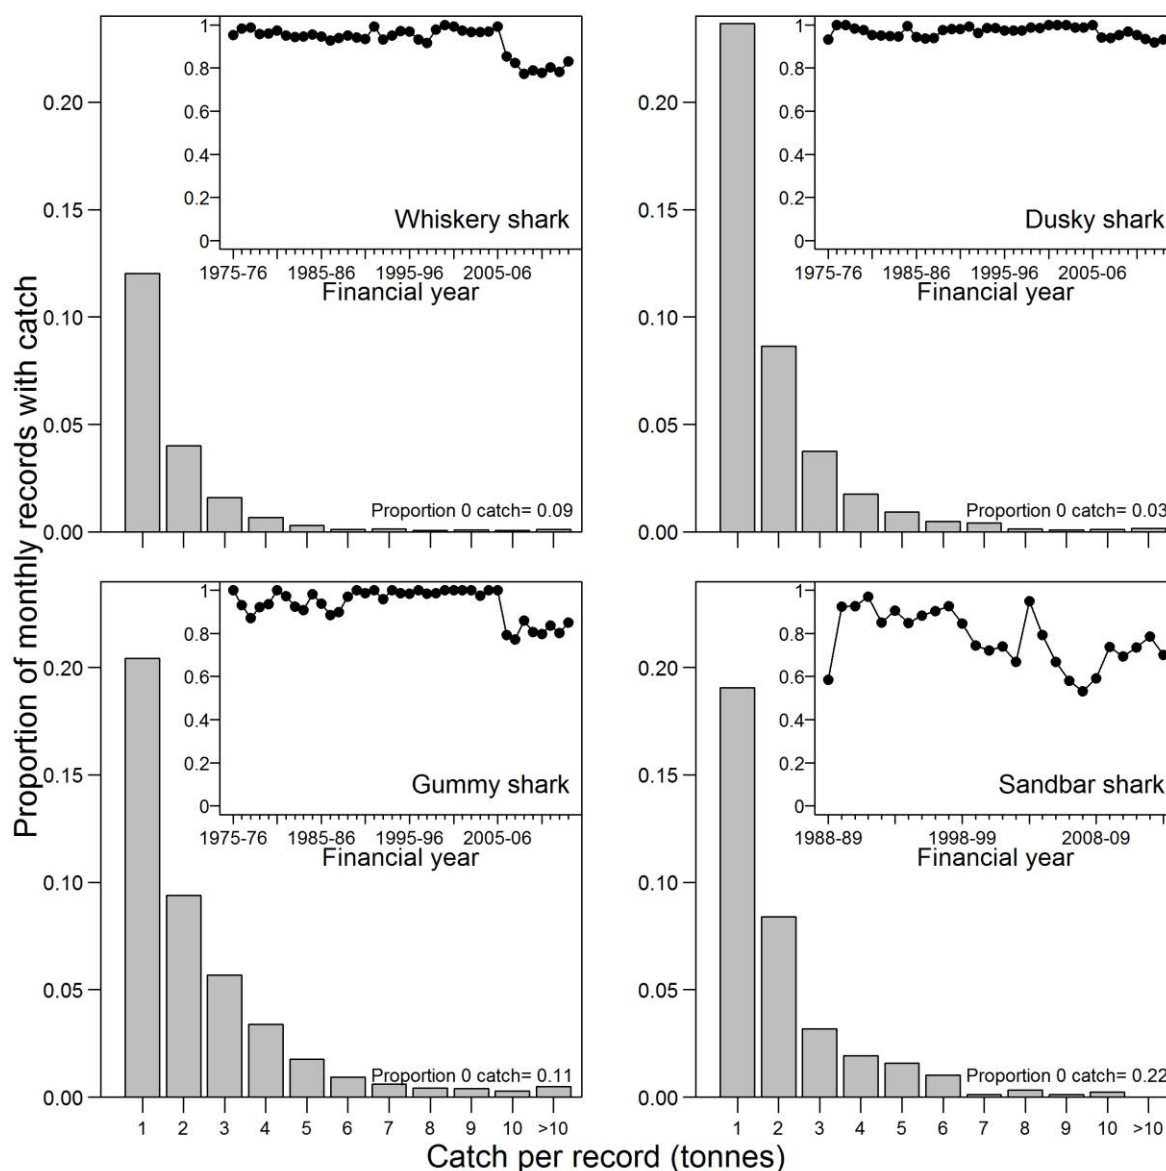 Proportion of monthly records with catch
0.20
0.15
0.10
0.05
0.00
1
0.8
0.6
0.4
0.2
0
Whiskery shark
1975-76 1985-86 1995-96 2005-06
Financial year
Proportion 0 catch= 0.09
0.20
0.15
0.10
0.05
0.00
1
0.8
0.6
0.4
0.2
0
Dusky shark
1975-76 1985-86 1995-96 2005-06
Financial year
Proportion 0 catch= 0.03
0.20
0.15
0.10
0.05
0.00
1
0.8
0.6
0.4
0.2
0
Gummy shark
1975-76 1985-86 1995-96 2005-06
Financial year
Proportion 0 catch= 0.11
1 2 3 4 5 6 7 8 9 10 >10
0.20
0.15
0.10
0.05
0.00
1
0.8
0.6
0.4
0.2
0
Sandbar shark
1988-89 1998-99 2008-09
Financial year
Proportion 0 catch= 0.22
1 2 3 4 5 6 7 8 9 10 >10
Catch per record (tonnes)